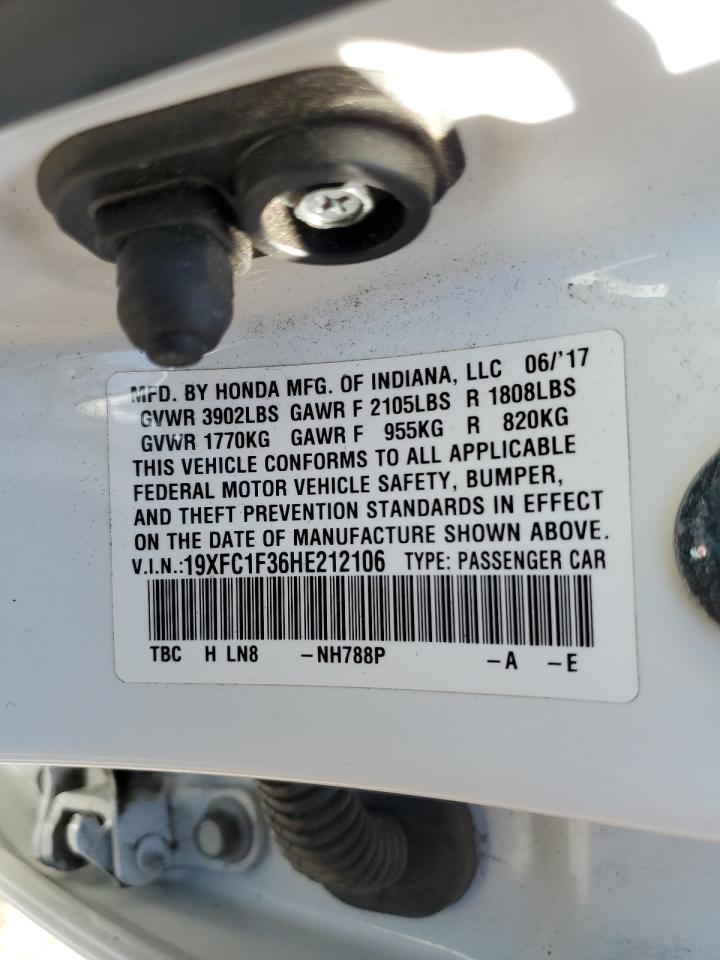 MFD. BY HONDA MFG. OF INDIANA, LLC 06/'17
GVWR 3902LBS GAWR F 2105LBS R 1808LBS
GVWR 1770KG GAWR F 955KG R 820KG
THIS VEHICLE CONFORMS TO ALL APPLICABLE
FEDERAL MOTOR VEHICLE SAFETY, BUMPER,
AND THEFT PREVENTION STANDARDS IN EFFECT
ON THE DATE OF MANUFACTURE SHOWN ABOVE.
V.I.N.:19XFC1F36HE212106 TYPE: PASSENGER CAR
TBC H LN8 -NH788P -A -E